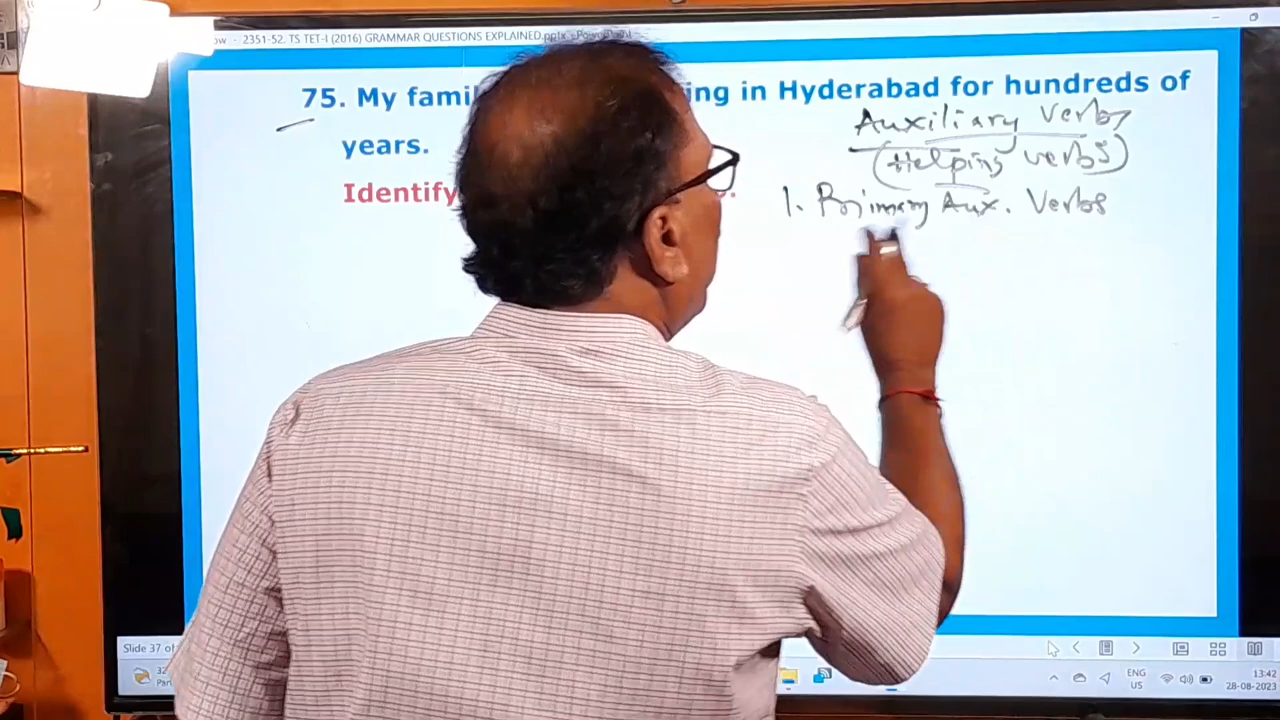 2351-52. TS TET-I (2016) GRAMMAR QUESTIONS EXPLAINED.pptx - PowerPoint
75. My famil ing in Hyderabad for hundreds of
years.
Identify
Auxiliary Verbs
(Helping verbs)
1. Primary Aux. Verbs
Slide 37 of
32°
ENG
US
13:42
28-08-2023